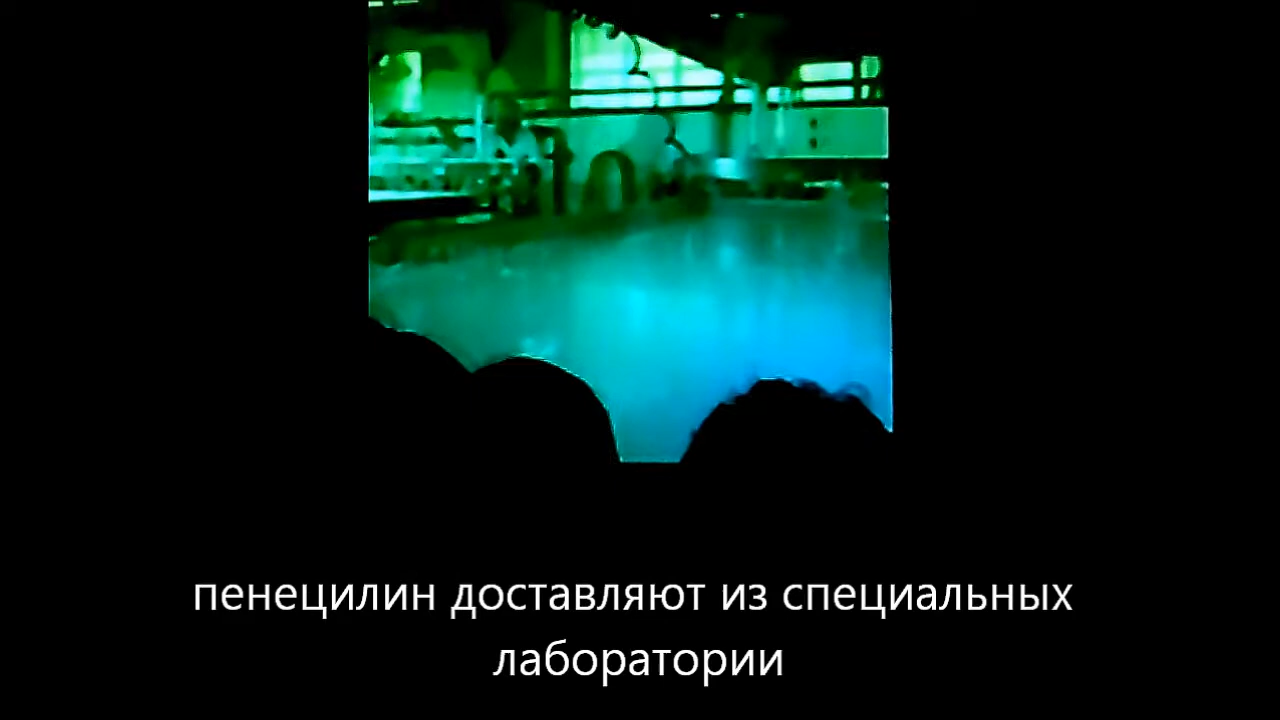 пенецилин доставляют из специальных
лаборатории